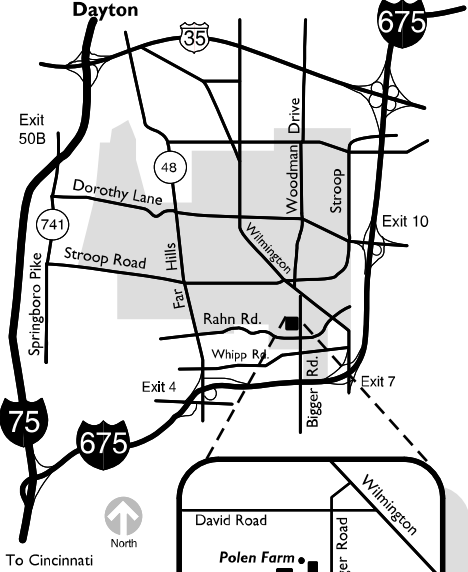 Dayton
675
35
Exit
50B
48
Woodman Drive
Stroop
Dorothy Lane
741
Exit 10
Wilmington
Stroop Road
Far Hills
Springboro Pike
Rahn Rd.
Whipp Rd.
Exit 4
Exit 7
Bigger Rd.
75
675
Wilmington
David Road
ger Road
North
Polen Farm
To Cincinnati